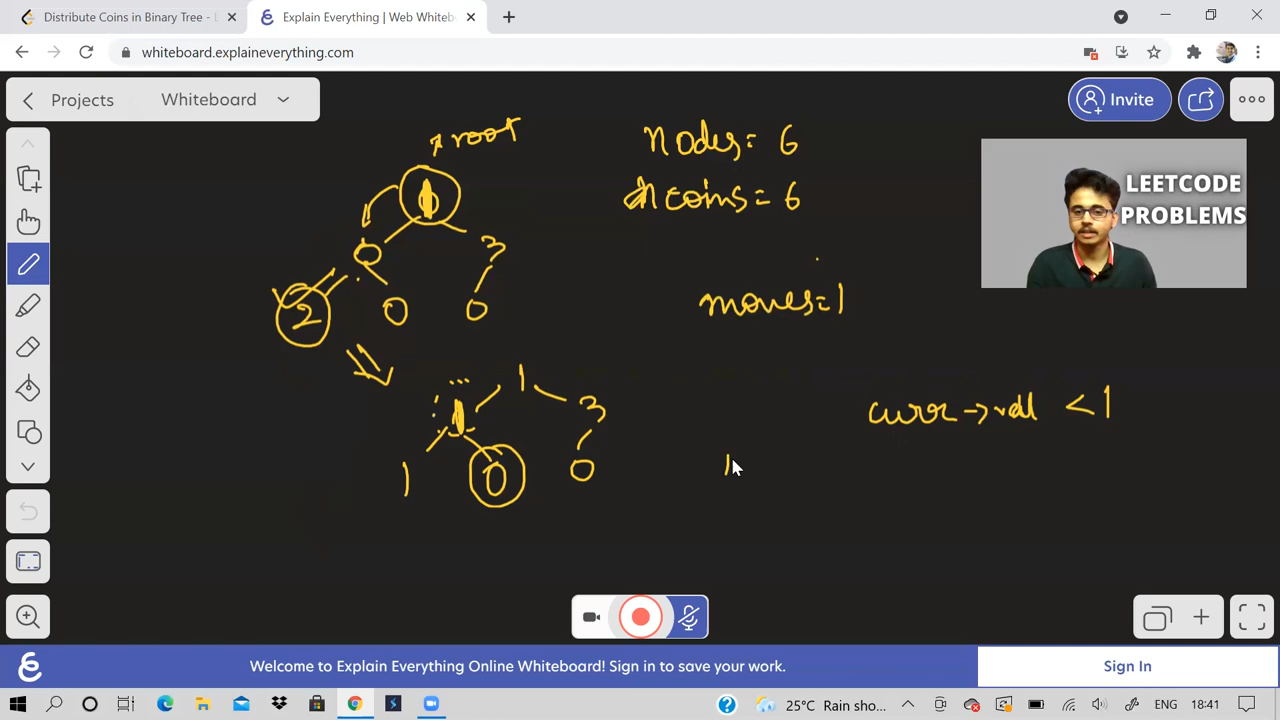 Distribute Coins in Binary Tree - L
Explain Everything | Web Whiteb
whiteboard.explaineverything.com
Projects
Whiteboard
Invite
root
nodes = 6
n coins = 6
LEETCODE
PROBLEMS
0
3
2
0
0
moves = 1
1
1
3
curr → val < 1
1
0
0
1
Welcome to Explain Everything Online Whiteboard! Sign in to save your work.
Sign In
25°C Rain sho...
ENG
18:41